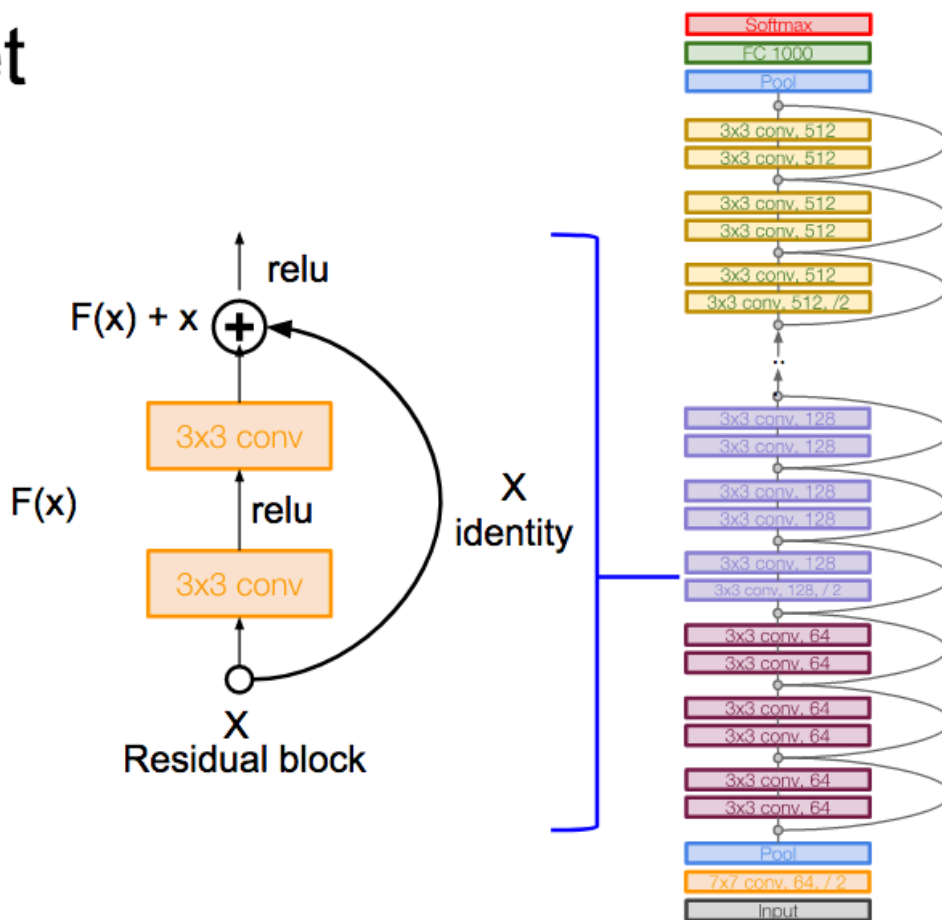 et
relu
F(x) + x
3x3 conv
F(x)
relu
X
identity
3x3 conv
X
Residual block
Softmax
FC 1000
Pool
3x3 conv, 512
3x3 conv, 512
3x3 conv, 512
3x3 conv, 512
3x3 conv, 512
3x3 conv, 512, /2
..
3x3 conv, 128
3x3 conv, 128
3x3 conv, 128
3x3 conv, 128
3x3 conv, 128
3x3 conv, 128, / 2
3x3 conv, 64
3x3 conv, 64
3x3 conv, 64
3x3 conv, 64
3x3 conv, 64
3x3 conv, 64
Pool
7x7 conv, 64, / 2
Input